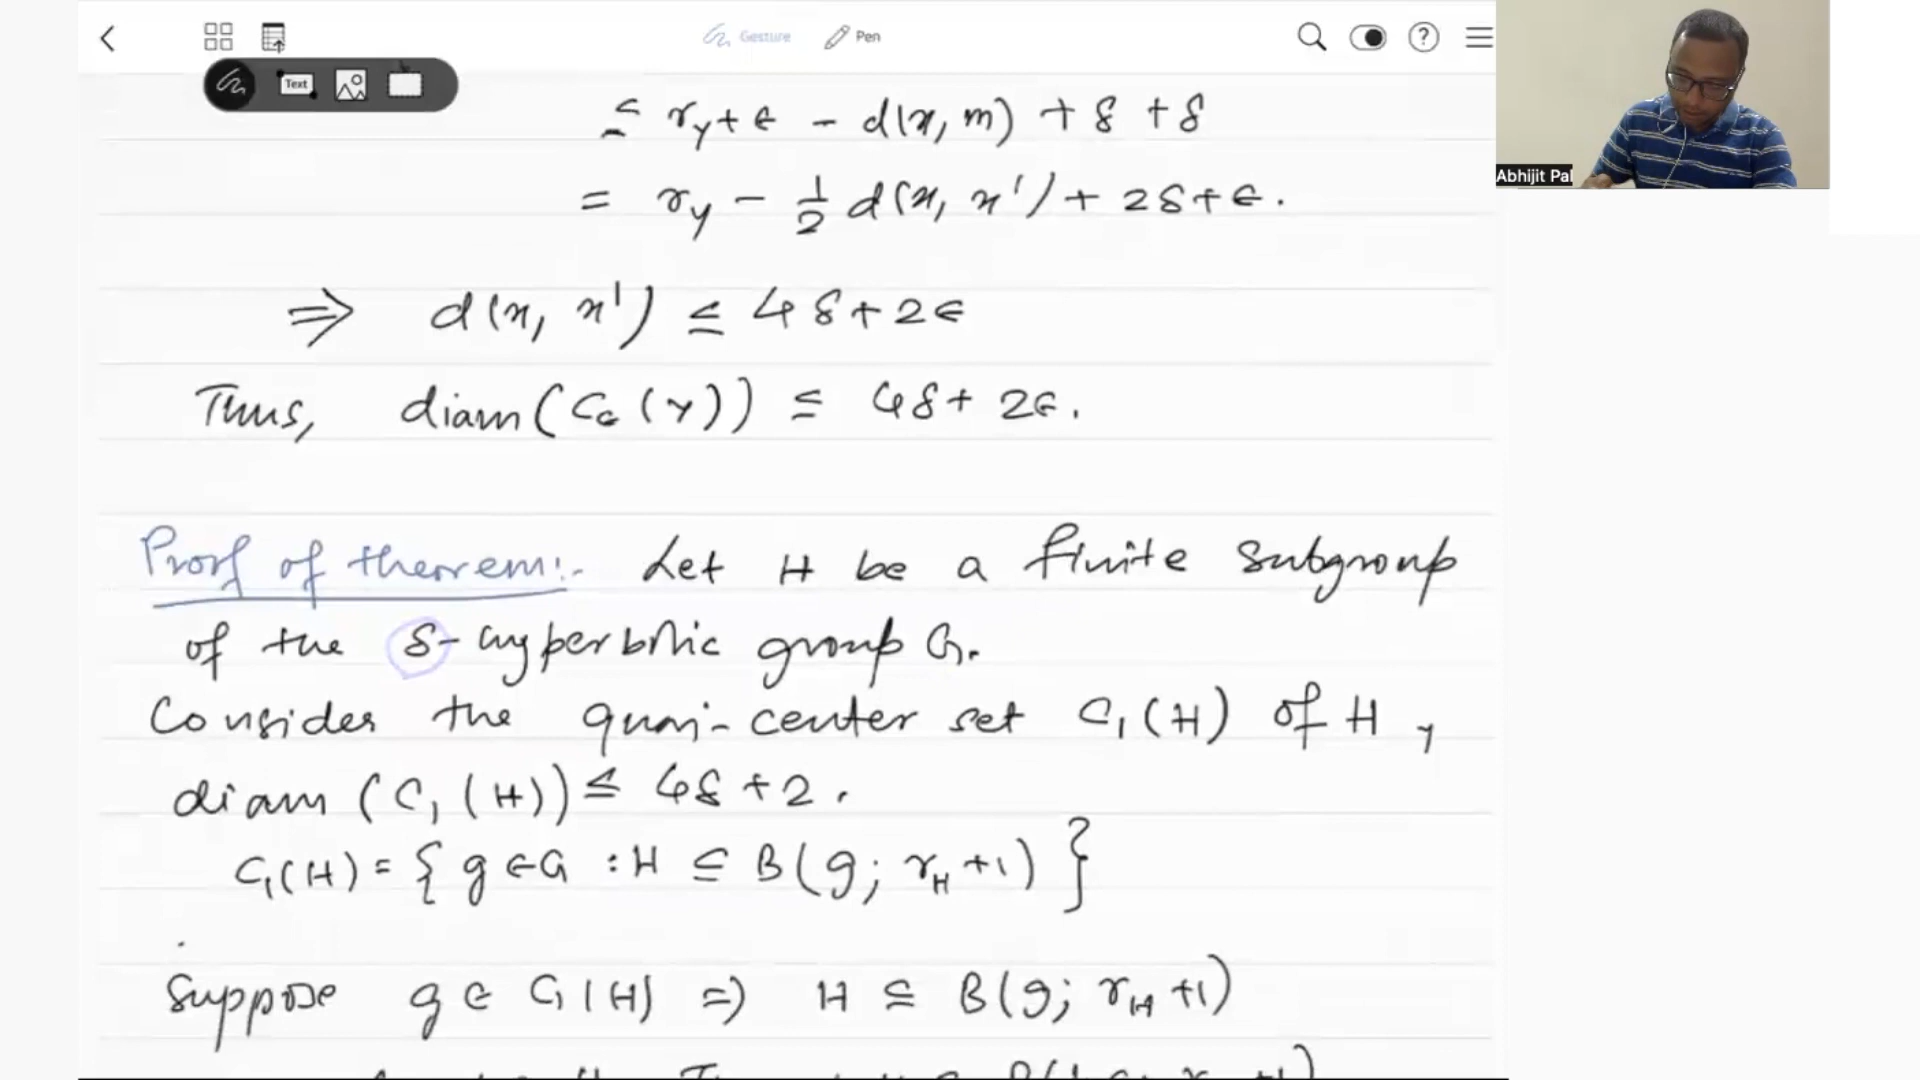 Gesture Pen
Text
≤ r_y + ϵ - d(x, m) + δ + δ
= r_y - 1/2 d(x, x') + 2δ + ϵ.
⇒ d(x, x') ≤ 4δ + 2ϵ
Thus, diam(C_ϵ(Y)) ≤ 4δ + 2ϵ.
Proof of theorem:- Let H be a finite subgroup
of the δ-hyperbolic group G.
Consider the quasi-center set C_1(H) of H,
diam (C_1(H)) ≤ 4δ + 2.
C_1(H) = { g ∈ G : H ⊆ B(g; r_H + 1) }
Suppose g ∈ C_1(H) ⇒ H ⊆ B(g; r_H + 1)
Abhijit Pal